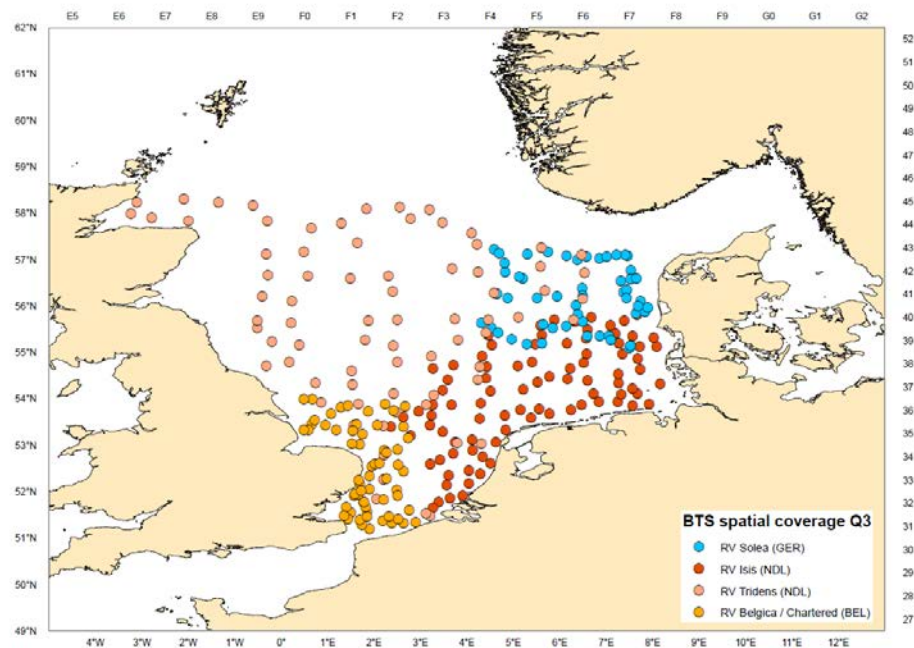 E5 E6 E7 E8 E9 F0 F1 F2 F3 F4 F5 F6 F7 F8 F9 G0 G1 G2
62°N
52
61°N
51
50
60°N
49
48
59°N
47
46
58°N
45
44
57°N
43
42
56°N
41
40
55°N
39
38
54°N
37
36
53°N
35
34
52°N
33
32
51°N
31
BTS spatial coverage Q3
30
RV Solea (GER)
50°N
29
RV Isis (NDL)
28
RV Tridens (NDL)
27
RV Belgica / Chartered (BEL)
49°N
4°W 3°W 2°W 1°W 0° 1°E 2°E 3°E 4°E 5°E 6°E 7°E 8°E 9°E 10°E 11°E 12°E